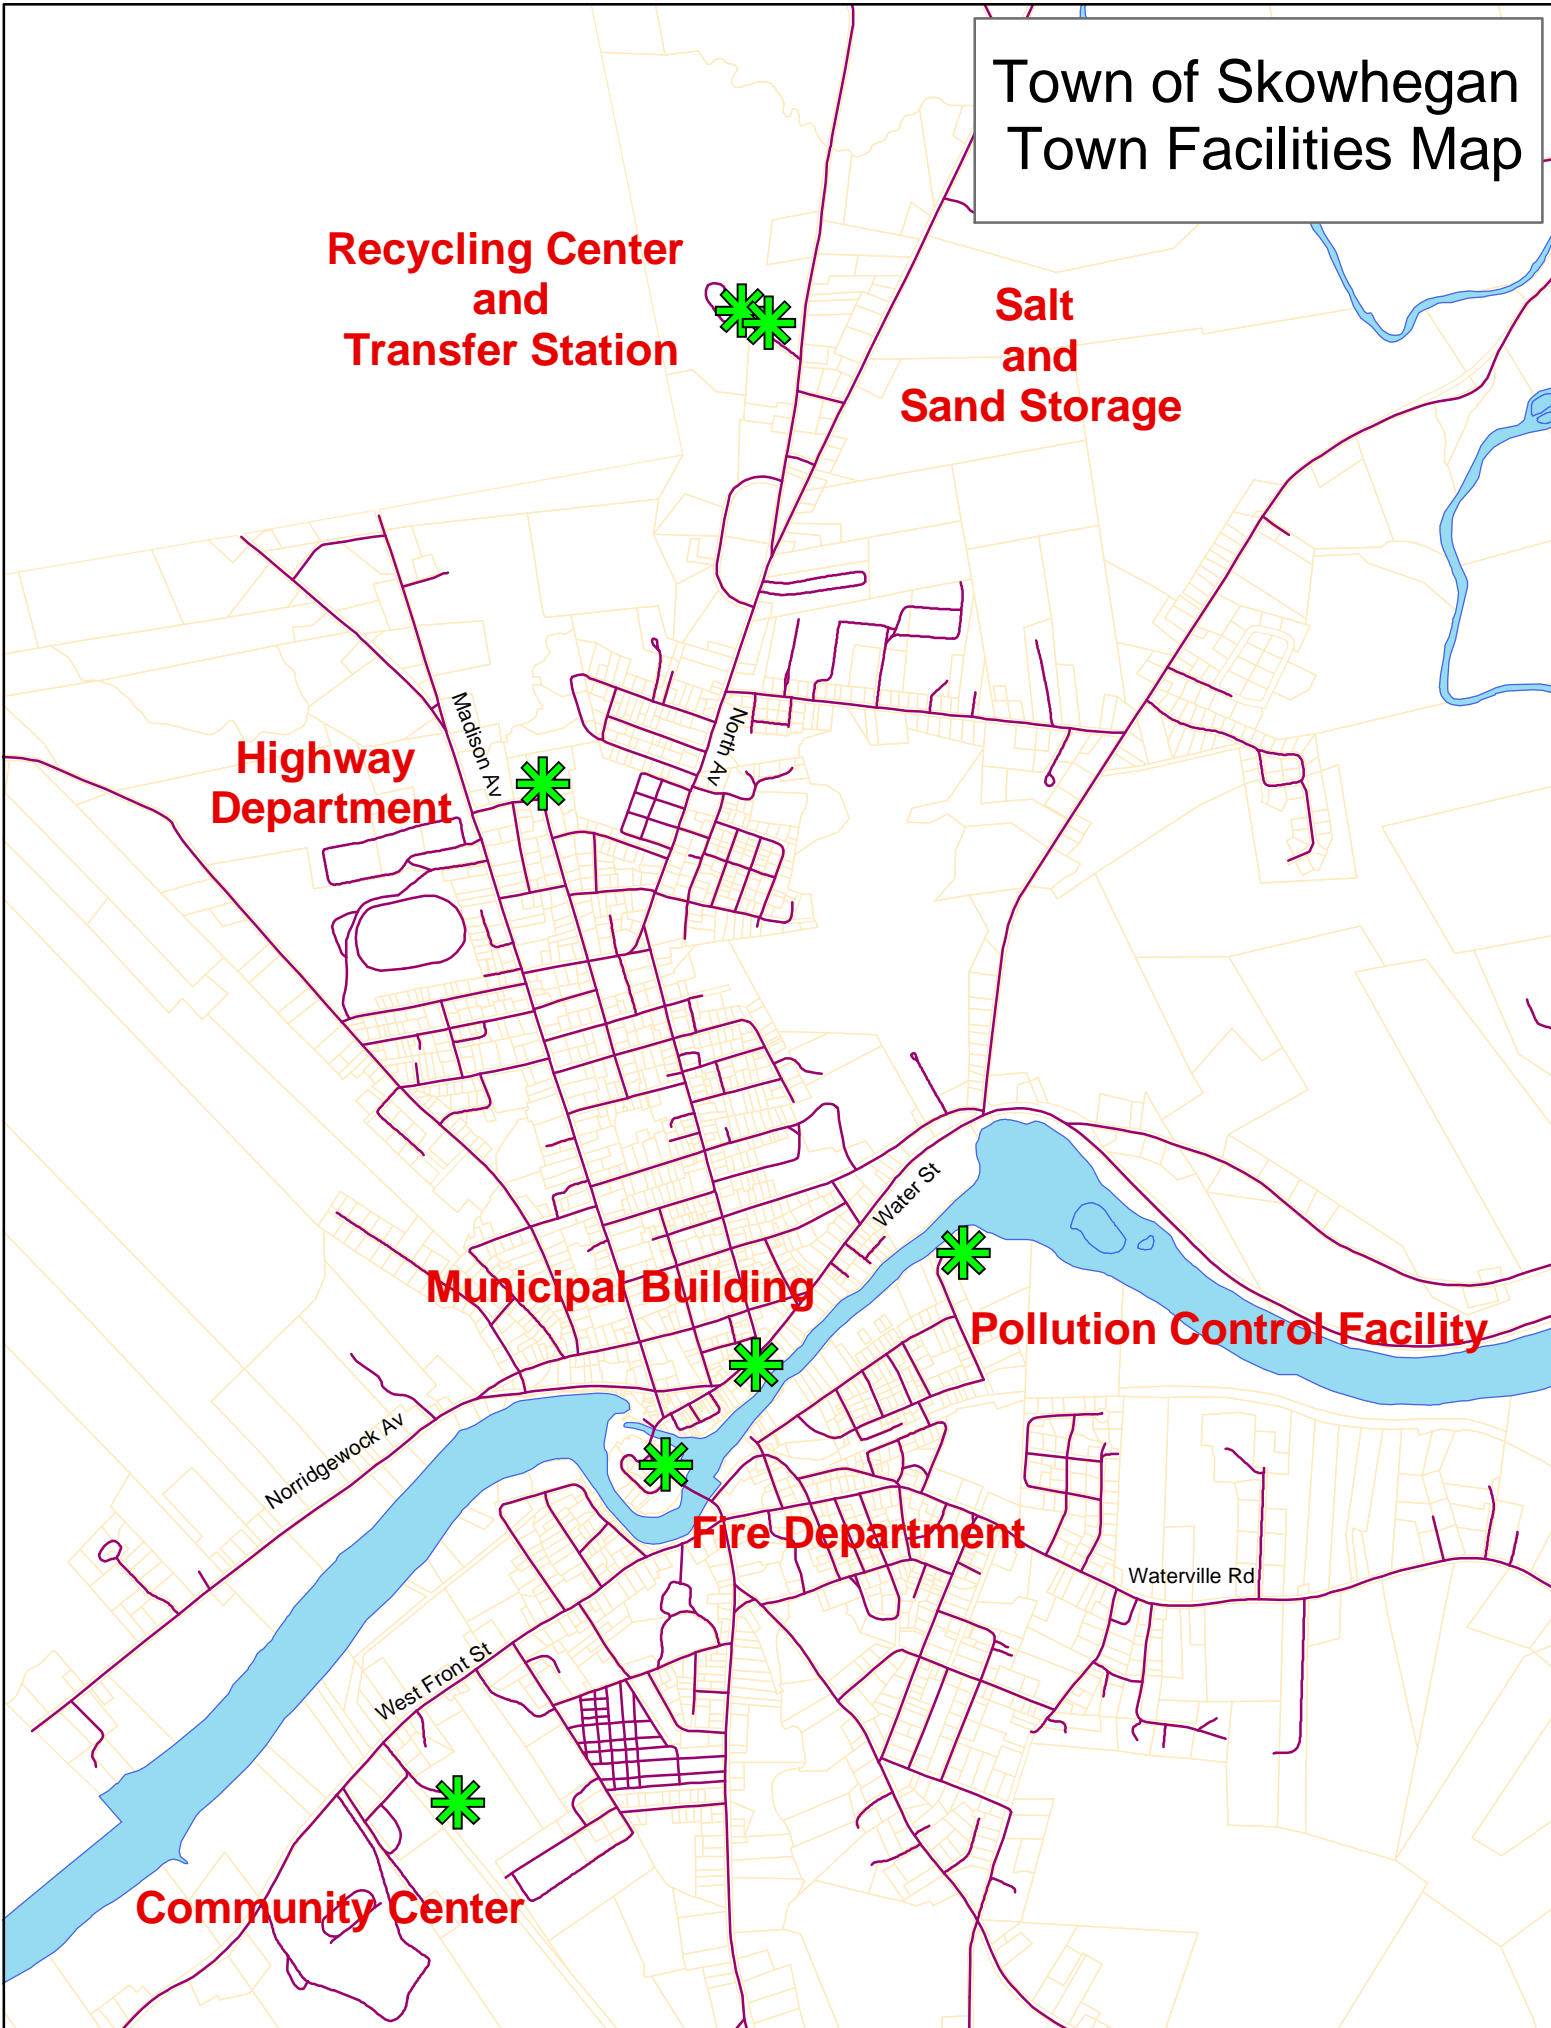 Town of Skowhegan
Town Facilities Map
Recycling Center
and
Transfer Station
Salt
and
Sand Storage
Madison Av
North Av
Highway
Department
Water St
Municipal Building
Pollution Control Facility
Norridgewock Av
Fire Department
Waterville Rd
West Front St
Community Center